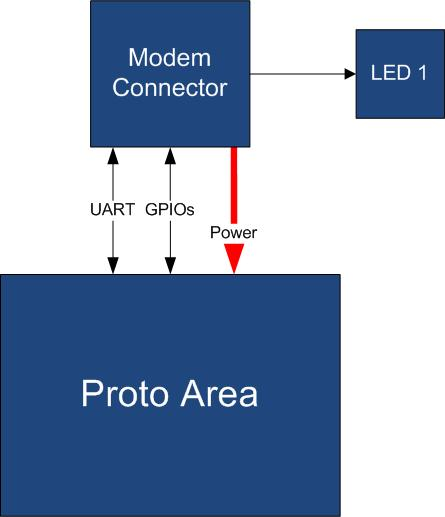 Modem
Connector
LED 1
UART GPIOs
Power
Proto Area